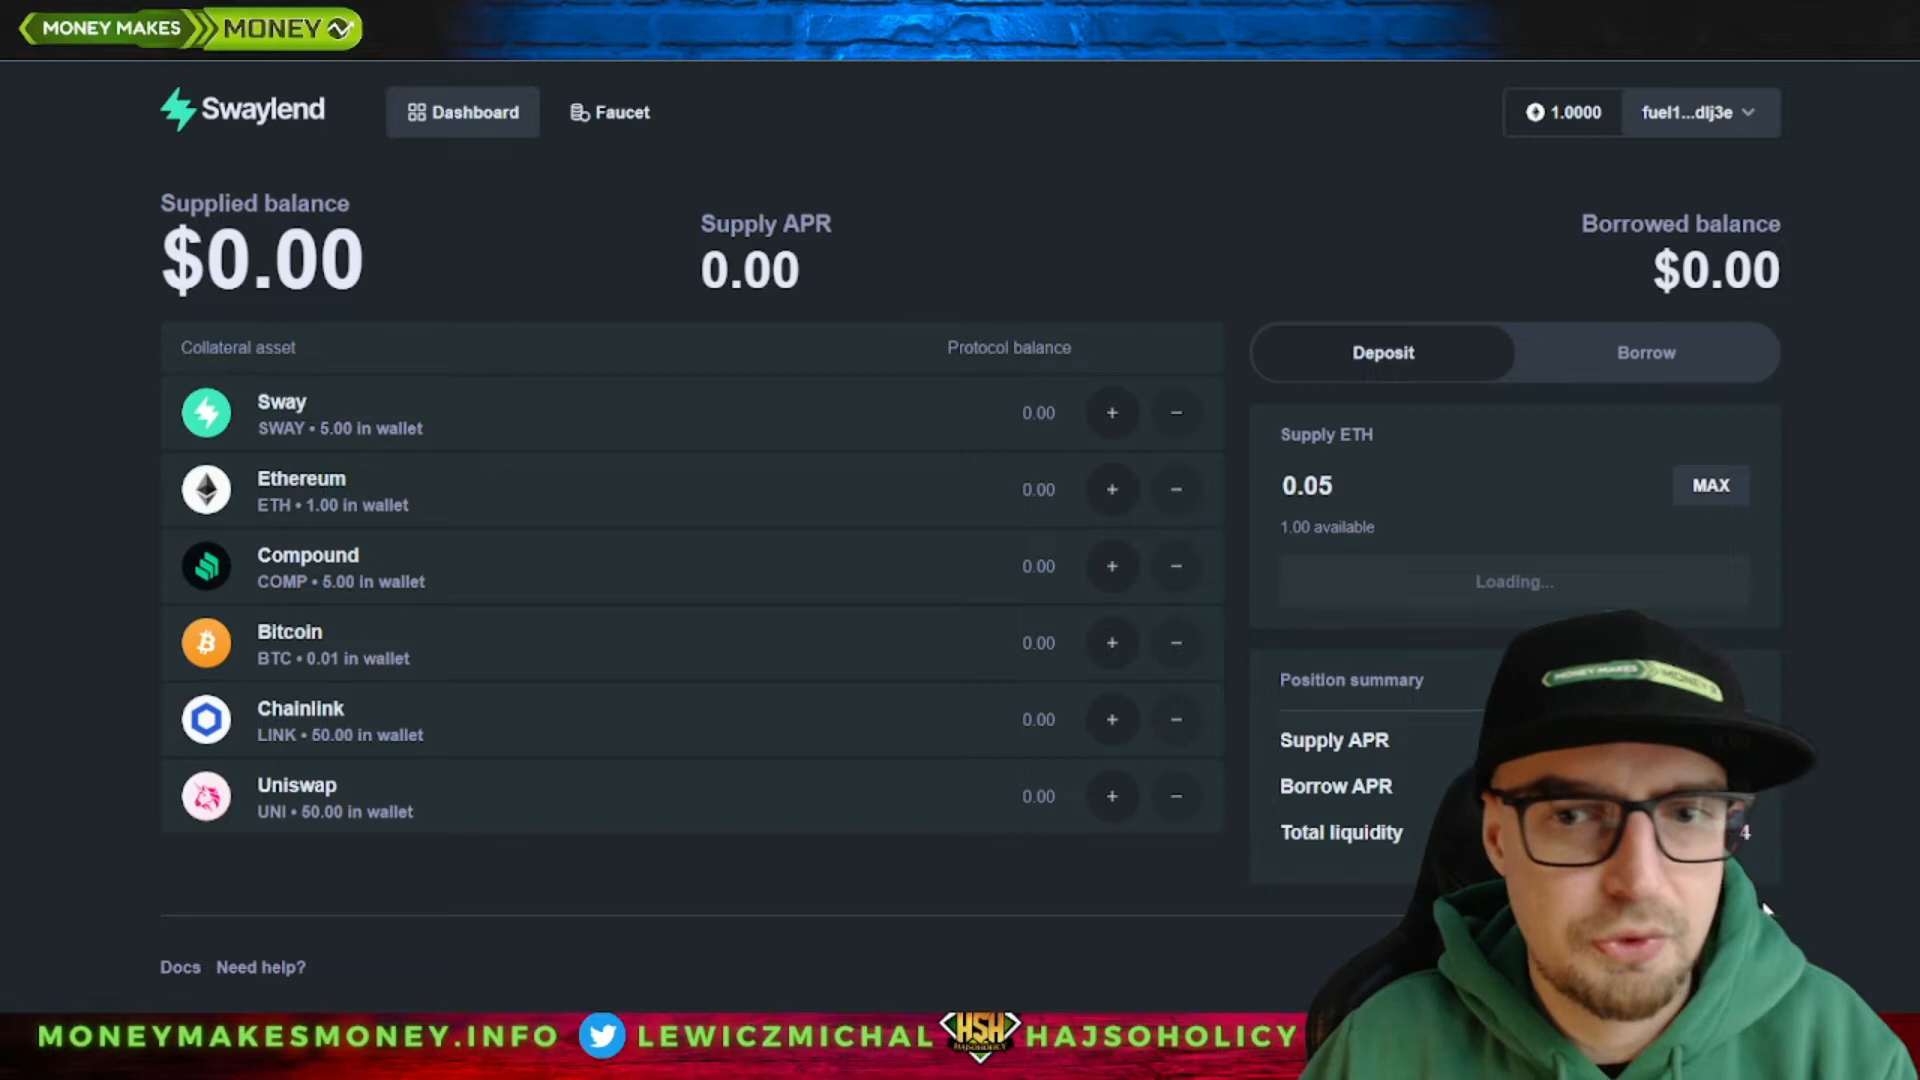 MONEY MAKES MONEY
Swaylend
Dashboard
Faucet
1.0000
fuel1...dlj3e
Supplied balance
$0.00
Supply APR
0.00
Borrowed balance
$0.00
Collateral asset
Protocol balance
Sway
SWAY • 5.00 in wallet
0.00
+
−
Ethereum
ETH • 1.00 in wallet
0.00
+
−
Compound
COMP • 5.00 in wallet
0.00
+
−
Bitcoin
BTC • 0.01 in wallet
0.00
+
−
Chainlink
LINK • 50.00 in wallet
0.00
+
−
Uniswap
UNI • 50.00 in wallet
0.00
+
−
Deposit
Borrow
Supply ETH
0.05
MAX
1.00 available
Loading...
Position summary
Supply APR
Borrow APR
Total liquidity
4
MONEY MAKES MONEY
Docs
Need help?
MONEYMAKESMONEY.INFO
LEWICZMICHAL
HSH
HAJSOHOLICY
HAJSOHOLICY